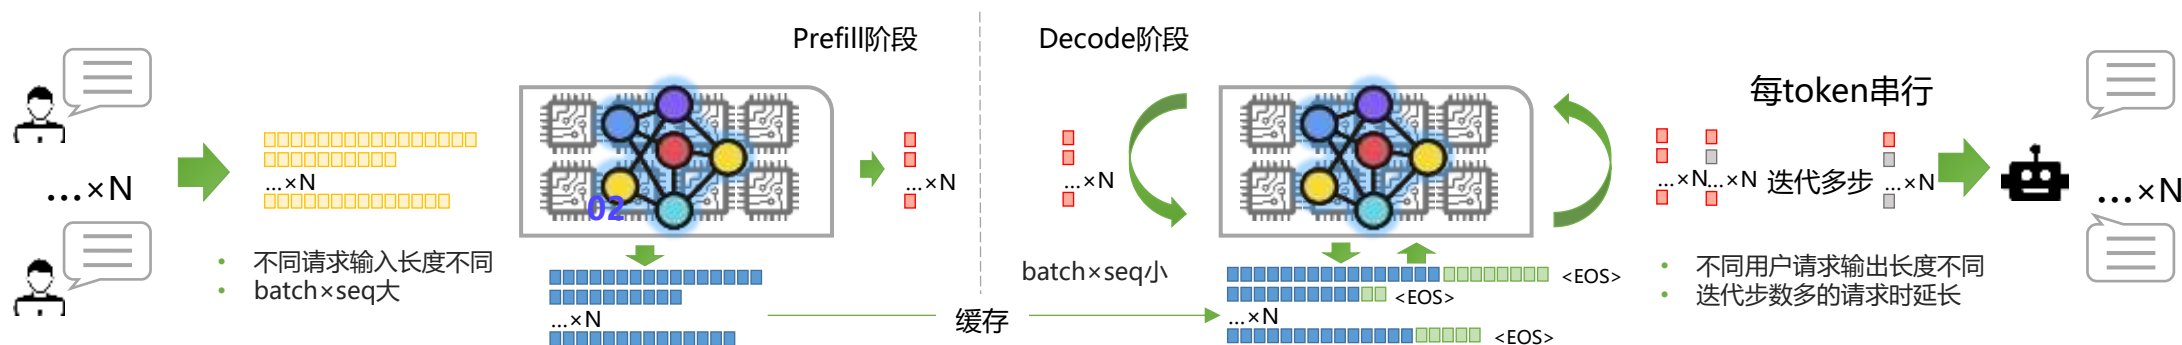 Prefill阶段
Decode阶段
每token串行
...×N
...×N
02
...×N
...×N
...×N
...×N
迭代多步
...×N
...×N
不同请求输入长度不同
batch×seq大
batch×seq小
<EOS>
<EOS>
...×N
...×N
<EOS>
缓存
不同用户请求输出长度不同
迭代步数多的请求时延长